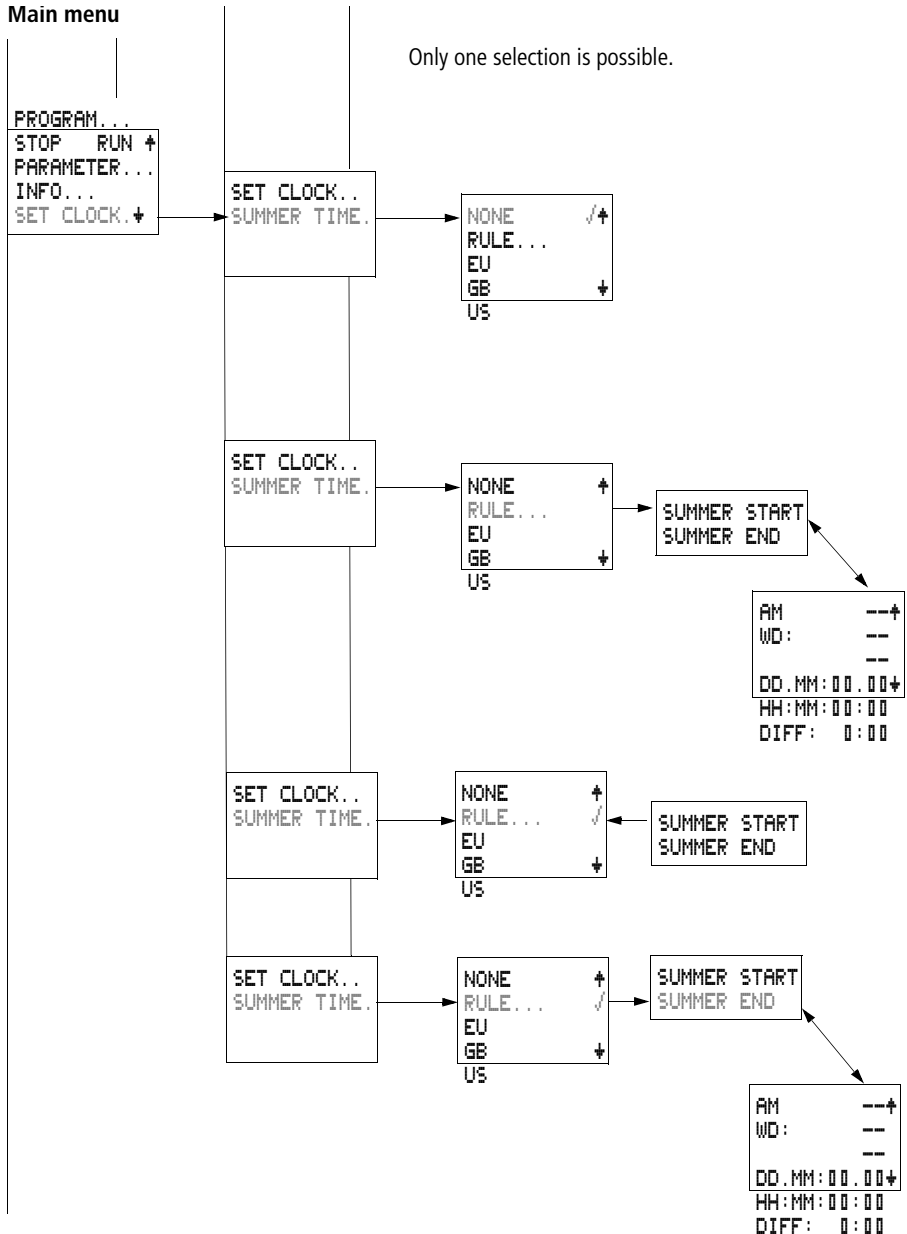 Main menu
Only one selection is possible.
PROGRAM...
STOP RUN
PARAMETER...
INFO...
SET CLOCK.
SET CLOCK..
SUMMER TIME.
NONE √
RULE...
EU
GB
US
SET CLOCK..
SUMMER TIME.
NONE
RULE...
EU
GB
US
SUMMER START
SUMMER END
AM --
WD: --
--
DD.MM:00.00
HH:MM:00:00
DIFF: 0:00
SET CLOCK..
SUMMER TIME.
NONE
RULE... √
EU
GB
US
SUMMER START
SUMMER END
SET CLOCK..
SUMMER TIME.
NONE
RULE... √
EU
GB
US
SUMMER START
SUMMER END
AM --
WD: --
--
DD.MM:00.00
HH:MM:00:00
DIFF: 0:00